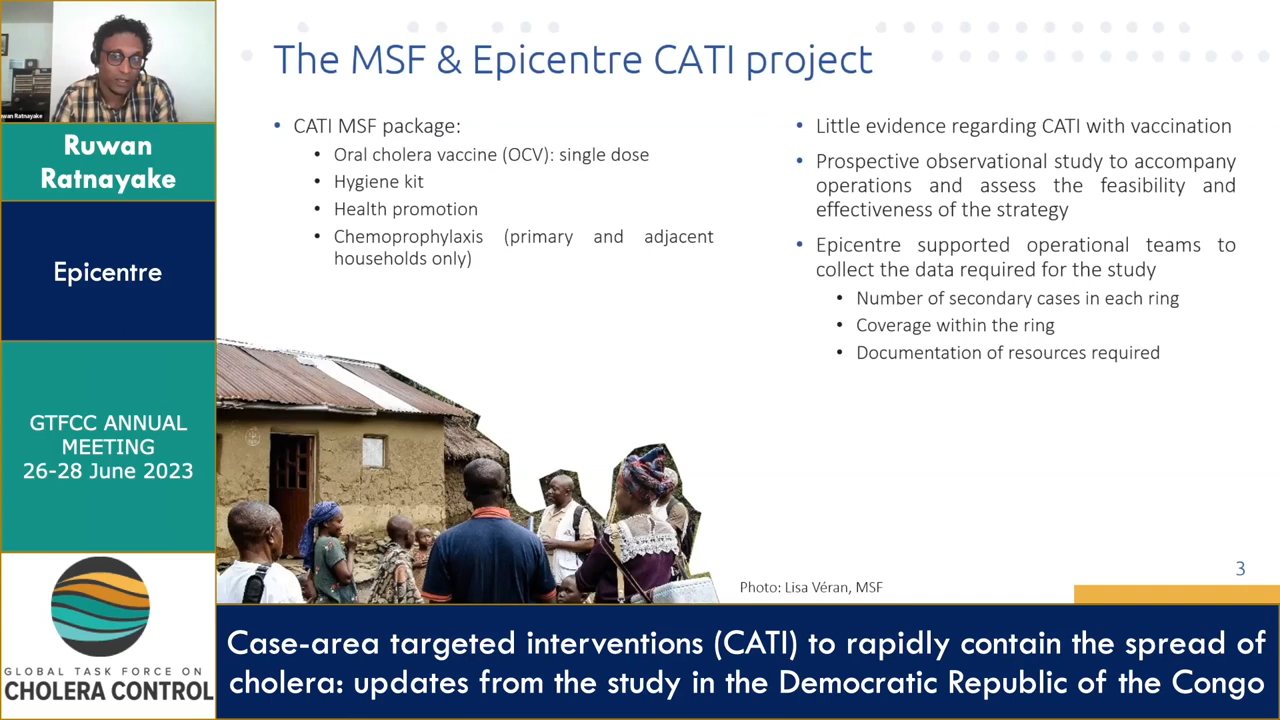 wan Ratnayake
Ruwan
Ratnayake
Epicentre
GTFCC ANNUAL
MEETING
26-28 June 2023
GLOBAL TASK FORCE ON
CHOLERA CONTROL
The MSF & Epicentre CATI project
• CATI MSF package:
• Oral cholera vaccine (OCV): single dose
• Hygiene kit
• Health promotion
• Chemoprophylaxis (primary and adjacent
households only)
• Little evidence regarding CATI with vaccination
• Prospective observational study to accompany
operations and assess the feasibility and
effectiveness of the strategy
• Epicentre supported operational teams to
collect the data required for the study
• Number of secondary cases in each ring
• Coverage within the ring
• Documentation of resources required
Photo: Lisa Véran, MSF
3
Case-area targeted interventions (CATI) to rapidly contain the spread of
cholera: updates from the study in the Democratic Republic of the Congo